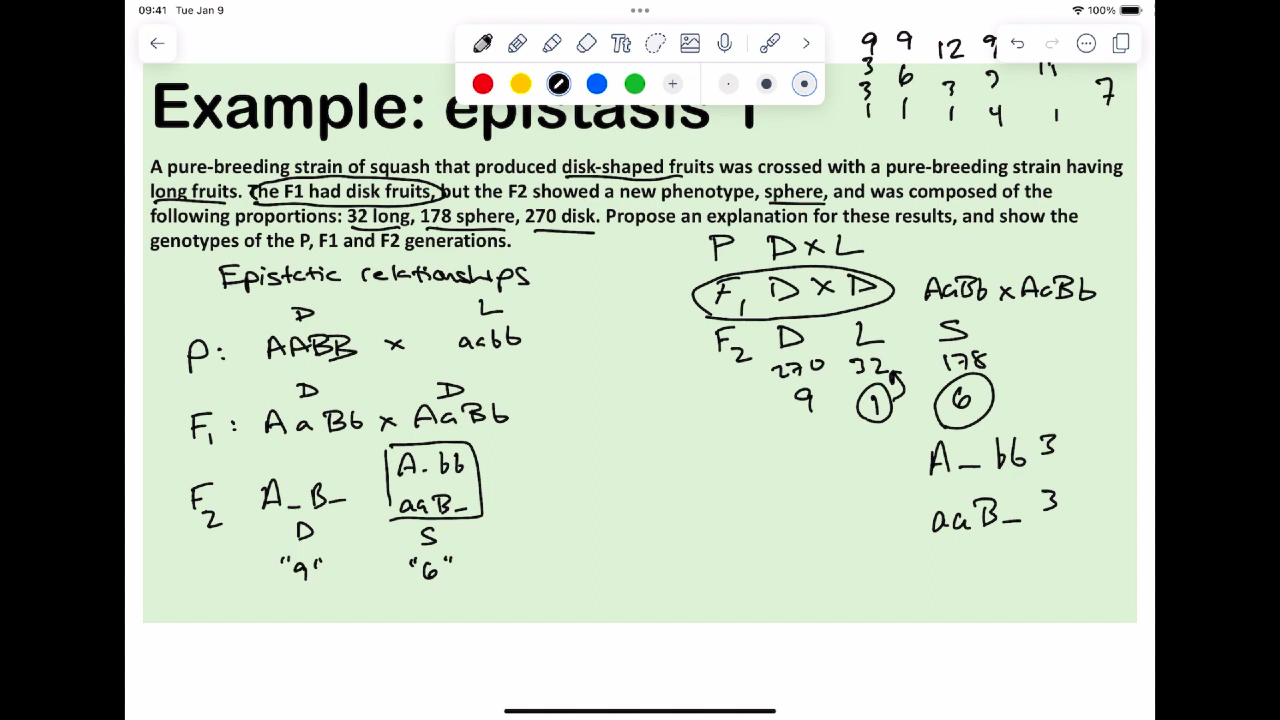 09:41 Tue Jan 9
100%
Tt
9 9 12 9
3 6 3 3
3 1 1 4 1
1
7
Example: epistasis 1
A pure-breeding strain of squash that produced disk-shaped fruits was crossed with a pure-breeding strain having
long fruits. The F1 had disk fruits, but the F2 showed a new phenotype, sphere, and was composed of the
following proportions: 32 long, 178 sphere, 270 disk. Propose an explanation for these results, and show the
genotypes of the P, F1 and F2 generations.
Epistatic relationships
D L
P: AABB x aabb
D D
F1: AaBb x AaBb
F2 A_B_ A-bb
aaB_
D S
"9" "6"
P D x L
F1 D x D AaBb x AaBb
F2 D L S
270 32 178
9 1 6
A_bb 3
aaB_ 3